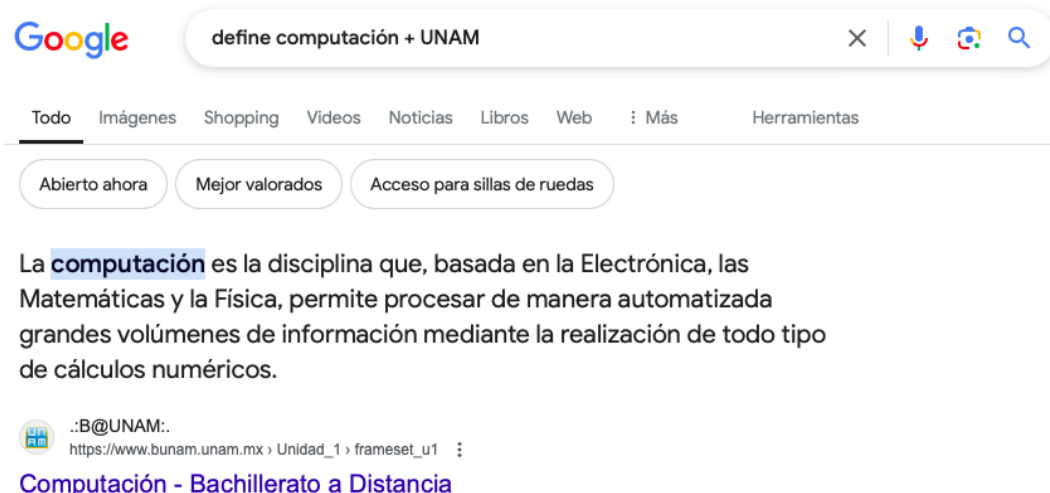 Google
define computación + UNAM
Todo Imágenes Shopping Videos Noticias Libros Web Más Herramientas
Abierto ahora Mejor valorados Acceso para sillas de ruedas
La computación es la disciplina que, basada en la Electrónica, las
Matemáticas y la Física, permite procesar de manera automatizada
grandes volúmenes de información mediante la realización de todo tipo
de cálculos numéricos.
UNAM
.:B@UNAM:.
https://www.bunam.unam.mx › Unidad_1 › frameset_u1
Computación - Bachillerato a Distancia